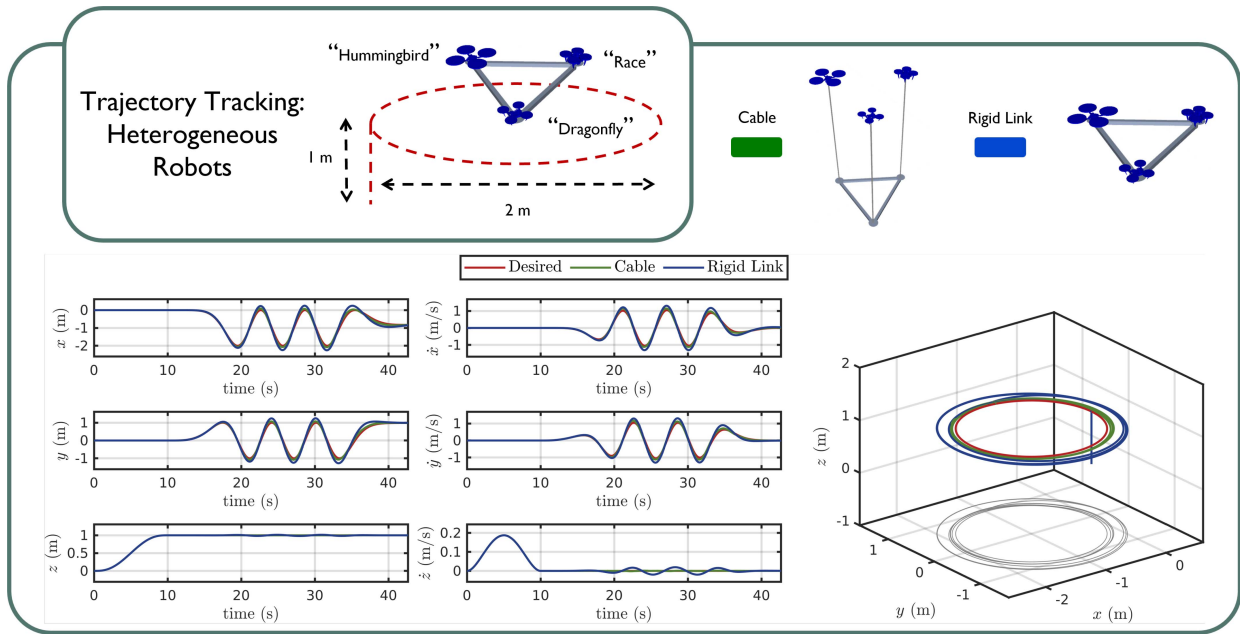 Trajectory Tracking:
Heterogeneous
Robots
“Hummingbird”
“Race”
“Dragonfly”
1 m
2 m
Cable
Rigid Link
Desired
Cable
Rigid Link
x (m)
0
-1
-2
0 10 20 30 40
time (s)
ẋ (m/s)
1
0
-1
0 10 20 30 40
time (s)
y (m)
1
0
-1
0 10 20 30 40
time (s)
ẏ (m/s)
1
0
-1
0 10 20 30 40
time (s)
z (m)
1
0.5
0
0 10 20 30 40
time (s)
ż (m/s)
0.2
0.1
0
0 10 20 30 40
time (s)
z (m)
2
1
0
-1
1
0
-1
y (m)
-2
-1
0
x (m)